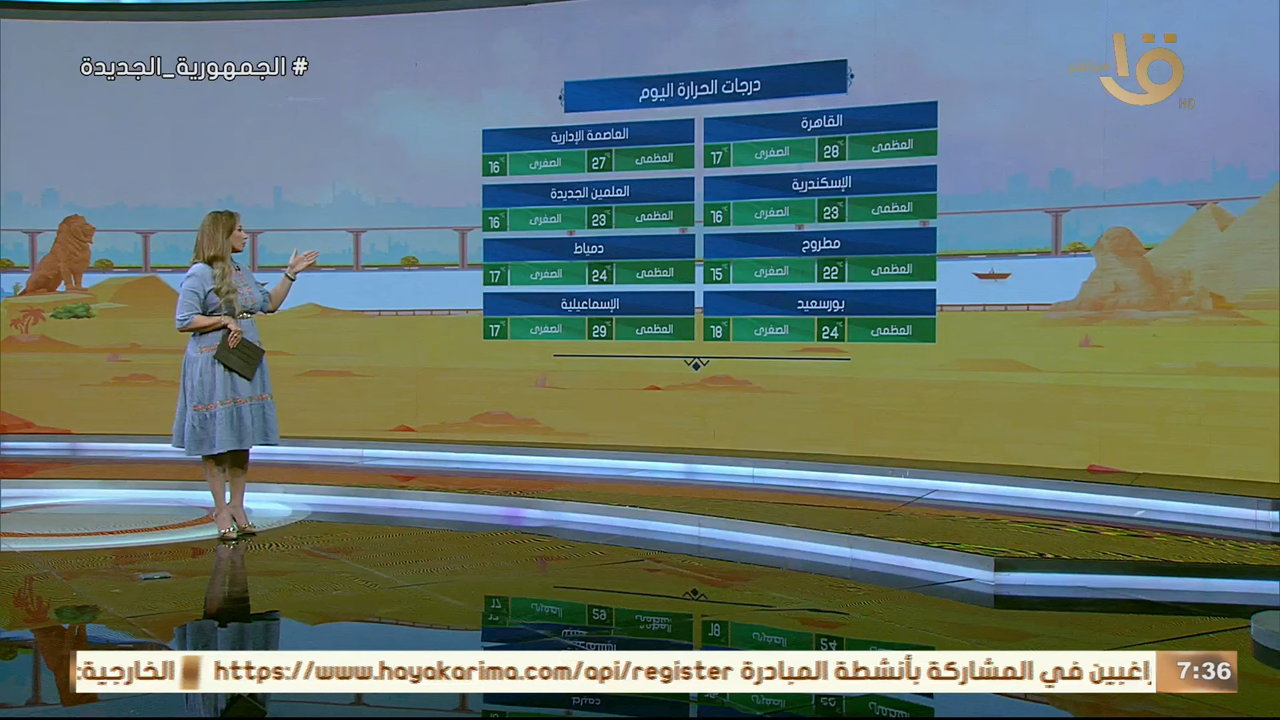 #الجمهورية_الجديدة
مباشر
HD
درجات الحرارة اليوم
القاهرة
العظمى 28°C الصغرى 17°C
العاصمة الإدارية
العظمى 27°C الصغرى 16°C
الإسكندرية
العظمى 23°C الصغرى 16°C
العلمين الجديدة
العظمى 23°C الصغرى 16°C
مطروح
العظمى 22°C الصغرى 15°C
دمياط
العظمى 24°C الصغرى 17°C
بورسعيد
العظمى 24°C الصغرى 18°C
الإسماعيلية
العظمى 29°C الصغرى 17°C
7:36
إغبين في المشاركة بأنشطة المبادرة https://www.hayakarima.com/api/register الخارجية: